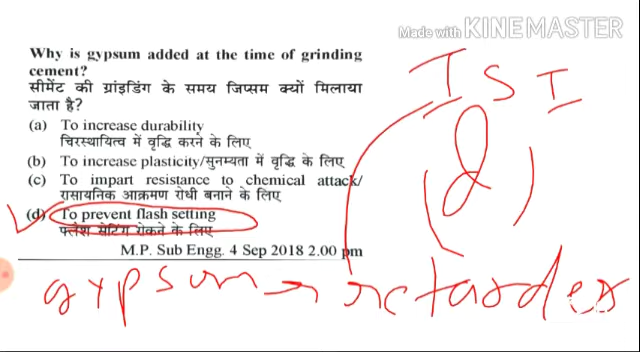 Made with KINEMASTER
Why is gypsum added at the time of grinding
cement?
सीमेंट की ग्रांइडिंग के समय जिप्सम क्यों मिलाया
जाता है?
(a) To increase durability
चिरस्थायित्व में वृद्धि करने के लिए
(b) To increase plasticity/सुनम्यता में वृद्धि के लिए
(c) To impart resistance to chemical attack/
रासायनिक आक्रमण रोधी बनाने के लिए
(d) To prevent flash setting
फ्लैश सेटिंग रोकने के लिए
M.P. Sub Engg. 4 Sep 2018 2.00 pm
I S I
(d)
gypsum → retarder